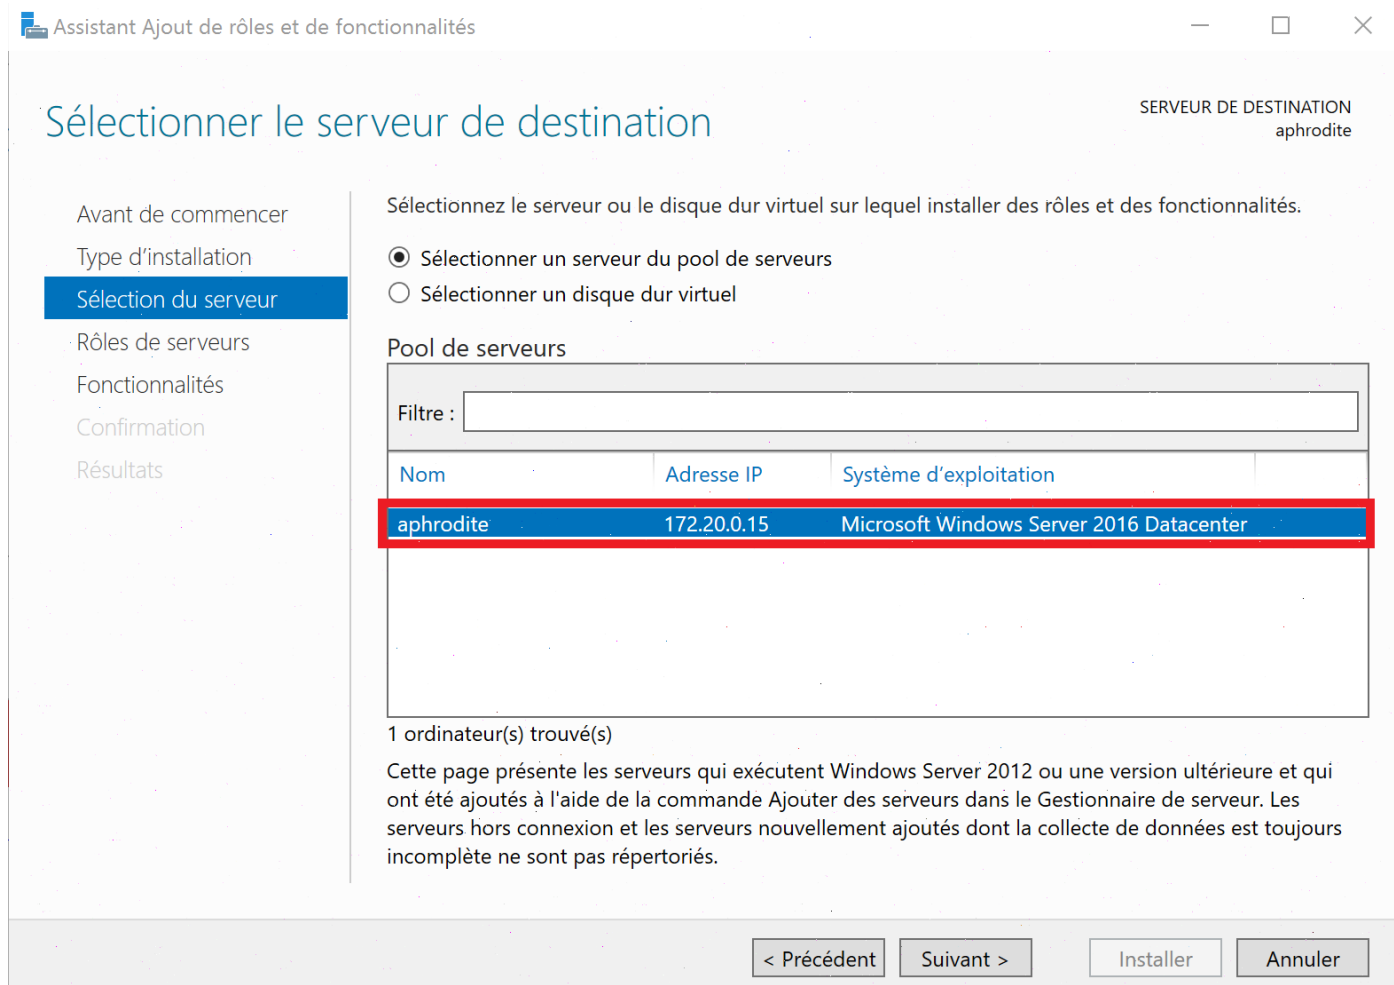 Assistant Ajout de rôles et de fonctionnalités
Sélectionner le serveur de destination
SERVEUR DE DESTINATION
aphrodite
Avant de commencer
Type d'installation
Sélection du serveur
Rôles de serveurs
Fonctionnalités
Confirmation
Résultats
Sélectionnez le serveur ou le disque dur virtuel sur lequel installer des rôles et des fonctionnalités.
Sélectionner un serveur du pool de serveurs
Sélectionner un disque dur virtuel
Pool de serveurs
Filtre :
Nom Adresse IP Système d'exploitation
aphrodite 172.20.0.15 Microsoft Windows Server 2016 Datacenter
1 ordinateur(s) trouvé(s)
Cette page présente les serveurs qui exécutent Windows Server 2012 ou une version ultérieure et qui
ont été ajoutés à l'aide de la commande Ajouter des serveurs dans le Gestionnaire de serveur. Les
serveurs hors connexion et les serveurs nouvellement ajoutés dont la collecte de données est toujours
incomplète ne sont pas répertoriés.
< Précédent Suivant > Installer Annuler